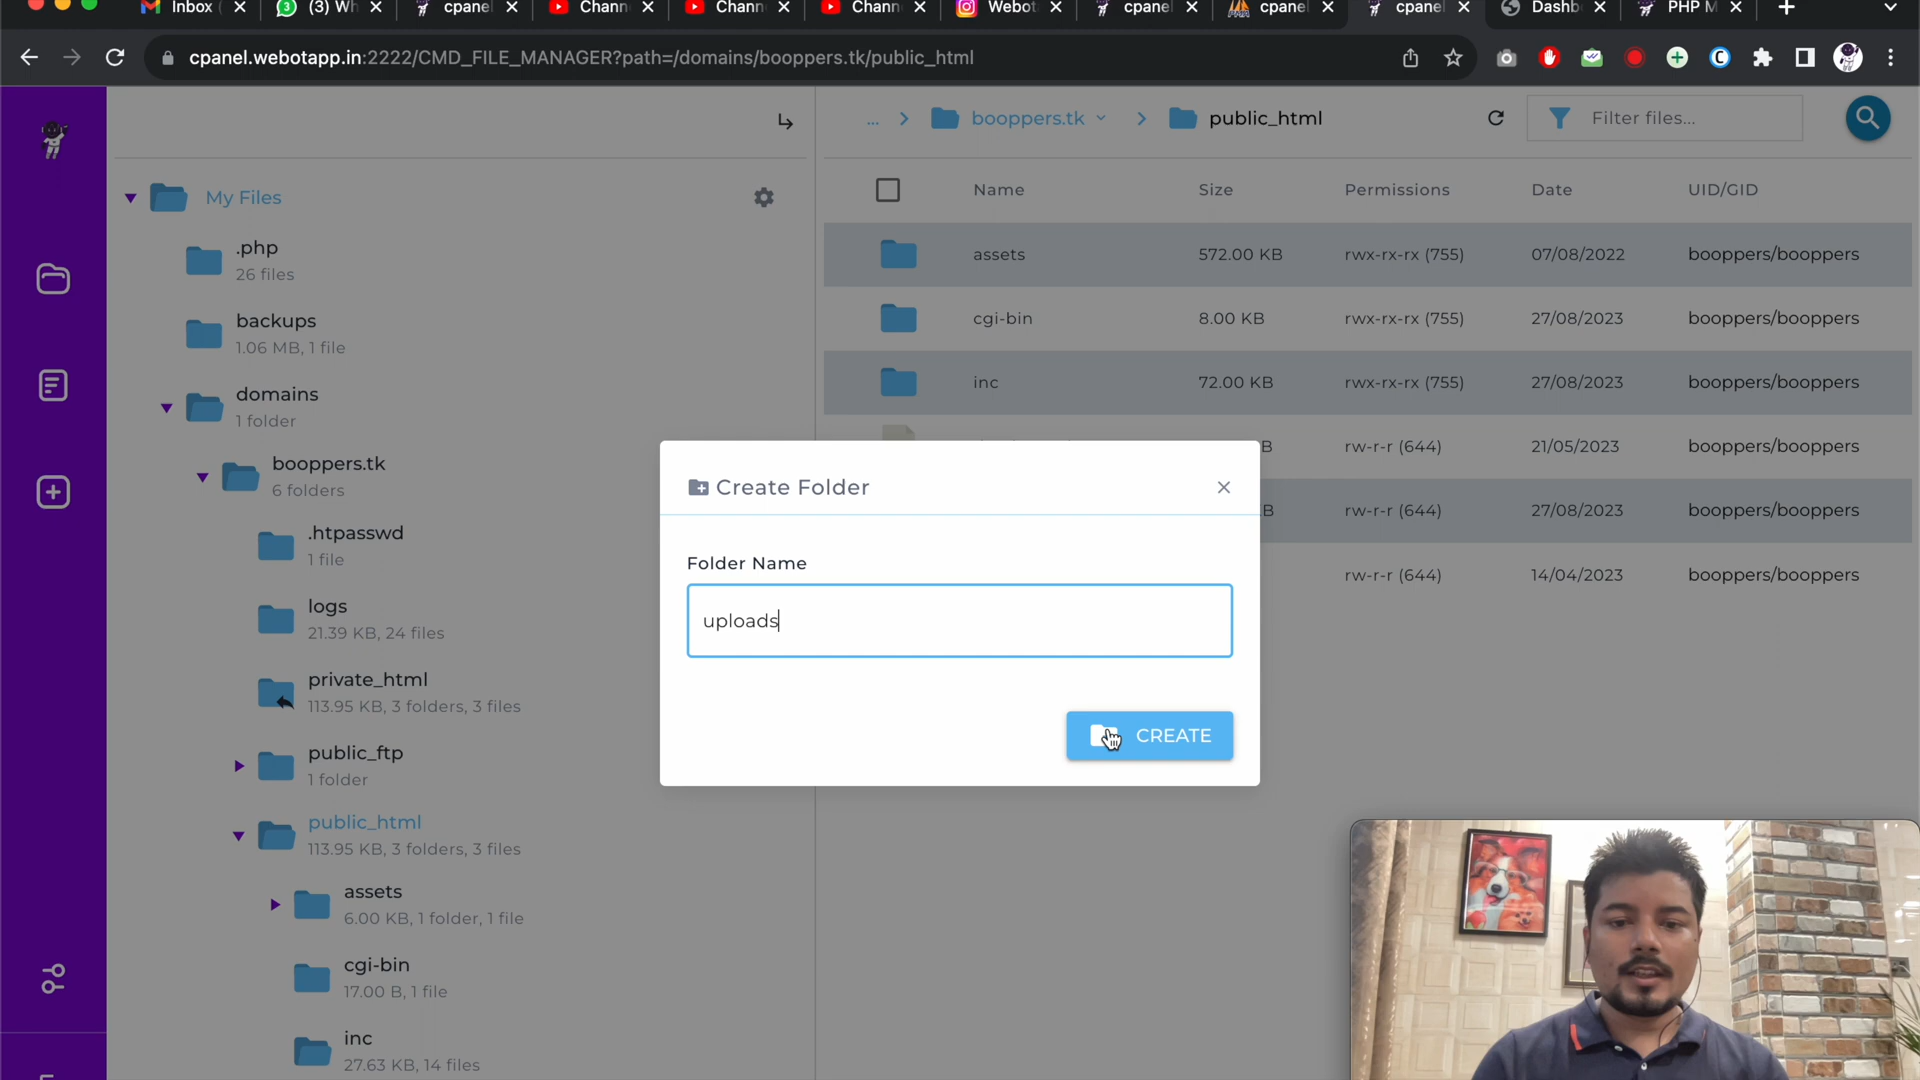 Inbox (
(3) Wh
cpanel
Chann
Chann
Chann
Webot
cpanel
cpanel
cpanel
Dashb
PHP M
cpanel.webotapp.in:2222/CMD_FILE_MANAGER?path=/domains/booppers.tk/public_html
... booppers.tk public_html
Filter files...
My Files
.php
26 files
backups
1.06 MB, 1 file
domains
1 folder
booppers.tk
6 folders
.htpasswd
1 file
logs
21.39 KB, 24 files
private_html
113.95 KB, 3 folders, 3 files
public_ftp
1 folder
public_html
113.95 KB, 3 folders, 3 files
assets
6.00 KB, 1 folder, 1 file
cgi-bin
17.00 B, 1 file
inc
27.63 KB, 14 files
Name Size Permissions Date UID/GID
assets 572.00 KB rwx-rx-rx (755) 07/08/2022 booppers/booppers
cgi-bin 8.00 KB rwx-rx-rx (755) 27/08/2023 booppers/booppers
inc 72.00 KB rwx-rx-rx (755) 27/08/2023 booppers/booppers
B rw-r-r (644) 21/05/2023 booppers/booppers
B rw-r-r (644) 27/08/2023 booppers/booppers
rw-r-r (644) 14/04/2023 booppers/booppers
Create Folder
Folder Name
uploads
CREATE